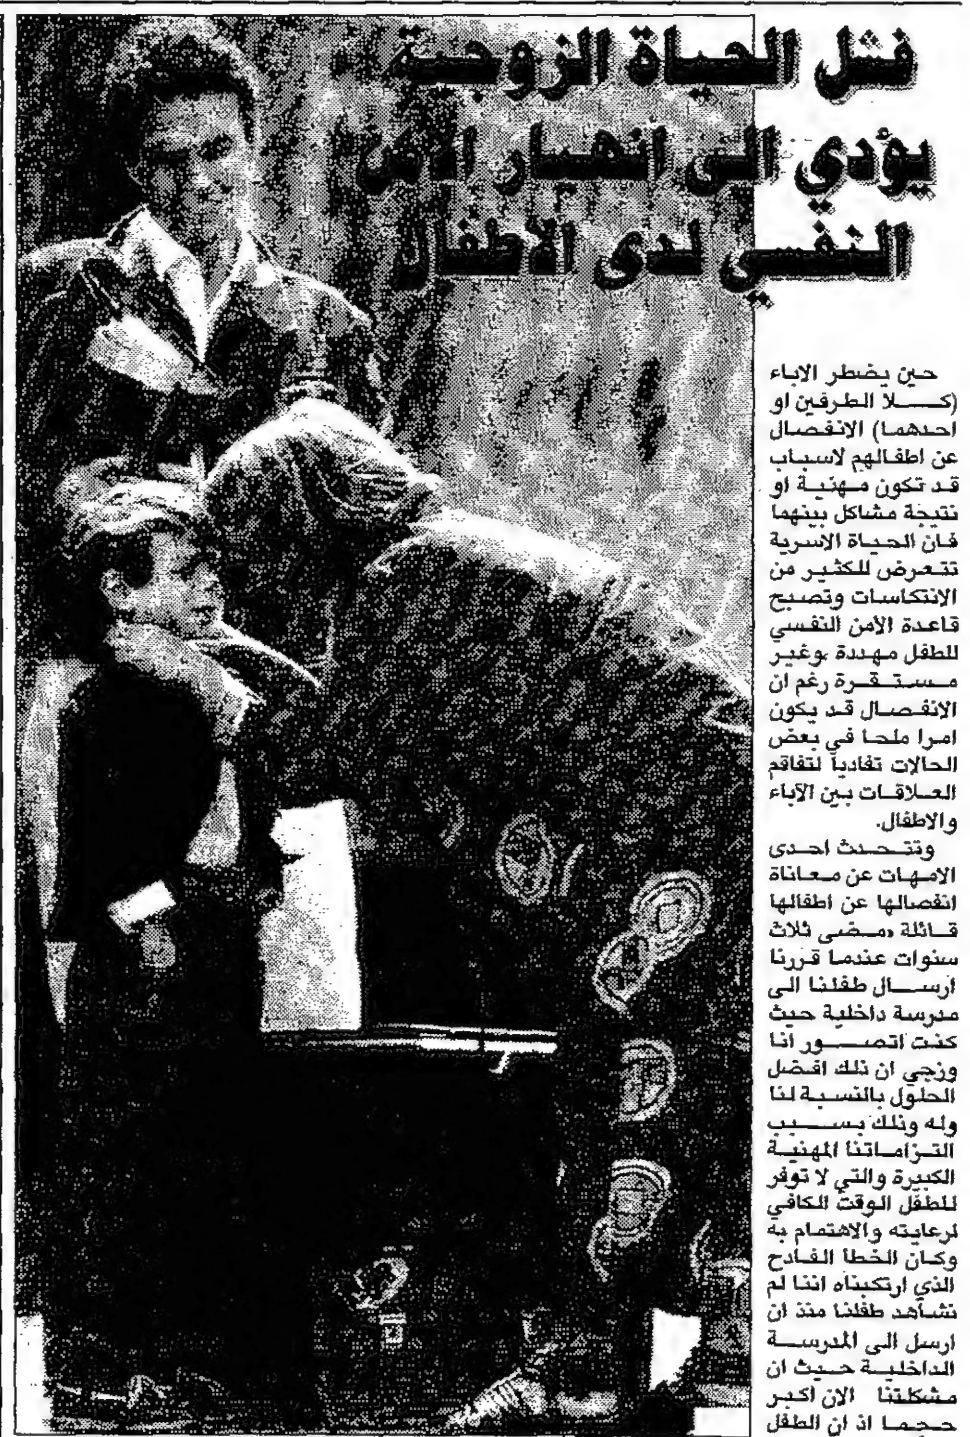 فشل الحياة الزوجية
يؤدي الى انهيار الامن
النفسي لدى الاطفال
حين يضطر الاباء
(كـــلا الطرفين او
احدهما) الانفصال
عن اطفالهم لاسباب
قد تكون مهنية او
نتيجة مشاكل بينهما
فان الحياة الاسرية
تتعرض للكثير من
الانتكاسات وتصبح
قاعدة الأمن النفسي
للطفل مهددة وغير
مستقرة رغم ان
الانفصال قد يكون
امرا ملحا في بعض
الحالات تفادياً لتفاقم
العلاقات بين الآباء
والاطفال.
وتتحدث احدى
الامهات عن معاناة
انفصالها عن اطفالها
قائلة «مضى ثلاث
سنوات عندما قررنا
ارسال طفلنا الى
مدرسة داخلية حيث
كنت اتصور انا
وزجي ان ذلك افضل
الحلول بالنسبة لنا
وله وذلك بسبب
التزاماتنا المهنية
الكبيرة والتي لا توفر
للطفل الوقت الكافي
لرعايته والاهتمام به
وكان الخطأ الفادح
الذي ارتكبناه اننا لم
نشاهد طفلنا منذ ان
ارسل الى المدرسة
الداخلية حيث ان
مشكلتنا الان اكبر
حجما اذ ان الطفل